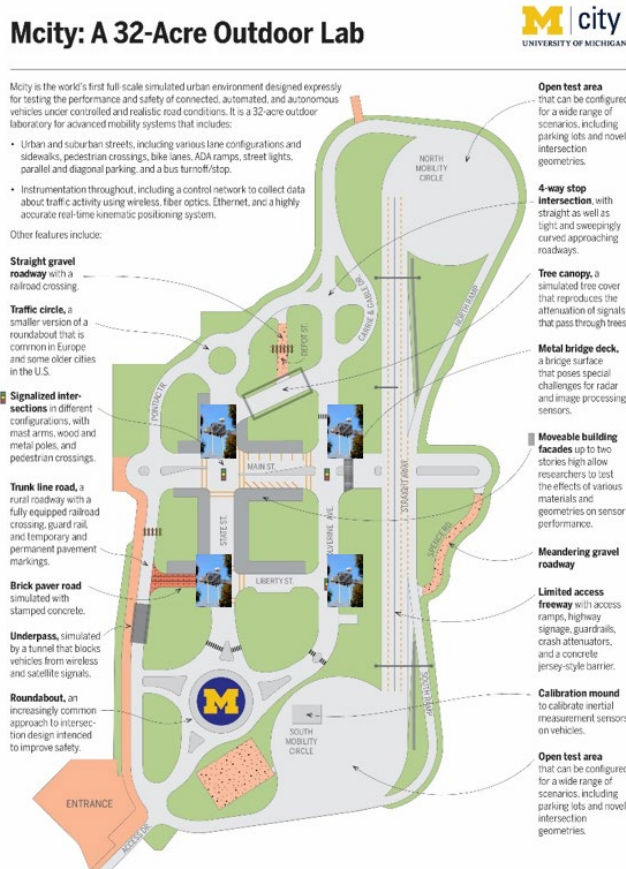 Mcity: A 32-Acre Outdoor Lab
M | city
UNIVERSITY OF MICHIGAN
Mcity is the world's first full-scale simulated urban environment designed expressly
for testing the performance and safety of connected, automated, and autonomous
vehicles under controlled and realistic road conditions. It is a 32-acre outdoor
laboratory for advanced mobility systems that includes:
• Urban and suburban streets, including various lane configurations and
sidewalks, pedestrian crossings, bike lanes, ADA ramps, street lights,
parallel and diagonal parking, and a bus turnoff/stop.
• Instrumentation throughout, including a control network to collect data
about traffic activity using wireless, fiber optics, Ethernet, and a highly
accurate real-time kinematic positioning system.
Other features include:
Straight gravel
roadway with a
railroad crossing.
Traffic circle, a
smaller version of a
roundabout that is
common in Europe
and some older cities
in the U.S.
Signalized inter-
sections in different
configurations, with
mast arms, wood and
metal poles, and
pedestrian crossings.
Trunk line road, a
rural roadway with a
fully equipped railroad
crossing, guard rail,
and temporary and
permanent pavement
markings.
Brick paver road
simulated with
stamped concrete.
Underpass, simulated
by a tunnel that blocks
vehicles from wireless
and satellite signals.
Roundabout, an
increasingly common
approach to intersec-
tion design intended
to improve safety.
Open test area
that can be configured
for a wide range of
scenarios, including
parking lots and novel
intersection
geometries.
4-way stop
intersection, with
straight as well as
tight and sweepingly
curved approaching
roadways.
Tree canopy, a
simulated tree cover
that reproduces the
attenuation of signals
that pass through trees.
Metal bridge deck,
a bridge surface
that poses special
challenges for radar
and image processing
sensors.
Moveable building
facades up to two
stories high allow
researchers to test
the effects of various
materials and
geometries on sensor
performance.
Meandering gravel
roadway
Limited access
freeway with access
ramps, highway
signage, guardrails,
crash attenuators,
and a concrete
jersey-style barrier.
Calibration mound
to calibrate inertial
measurement sensors
on vehicles.
Open test area
that can be configured
for a wide range of
scenarios, including
parking lots and novel
intersection
geometries.
NORTH
MOBILITY
CIRCLE
CARRIE & GABLE DR.
NORTH RAMP
DEPOT ST.
PONTIAC TR.
MAIN ST.
STATE ST.
LVERINE AVE.
STRAIGHT AWAY
SPENCE RD
LIBERTY ST.
SOUTH RAMP
M
SOUTH
MOBILITY
CIRCLE
ENTRANCE
ACCESS DR.